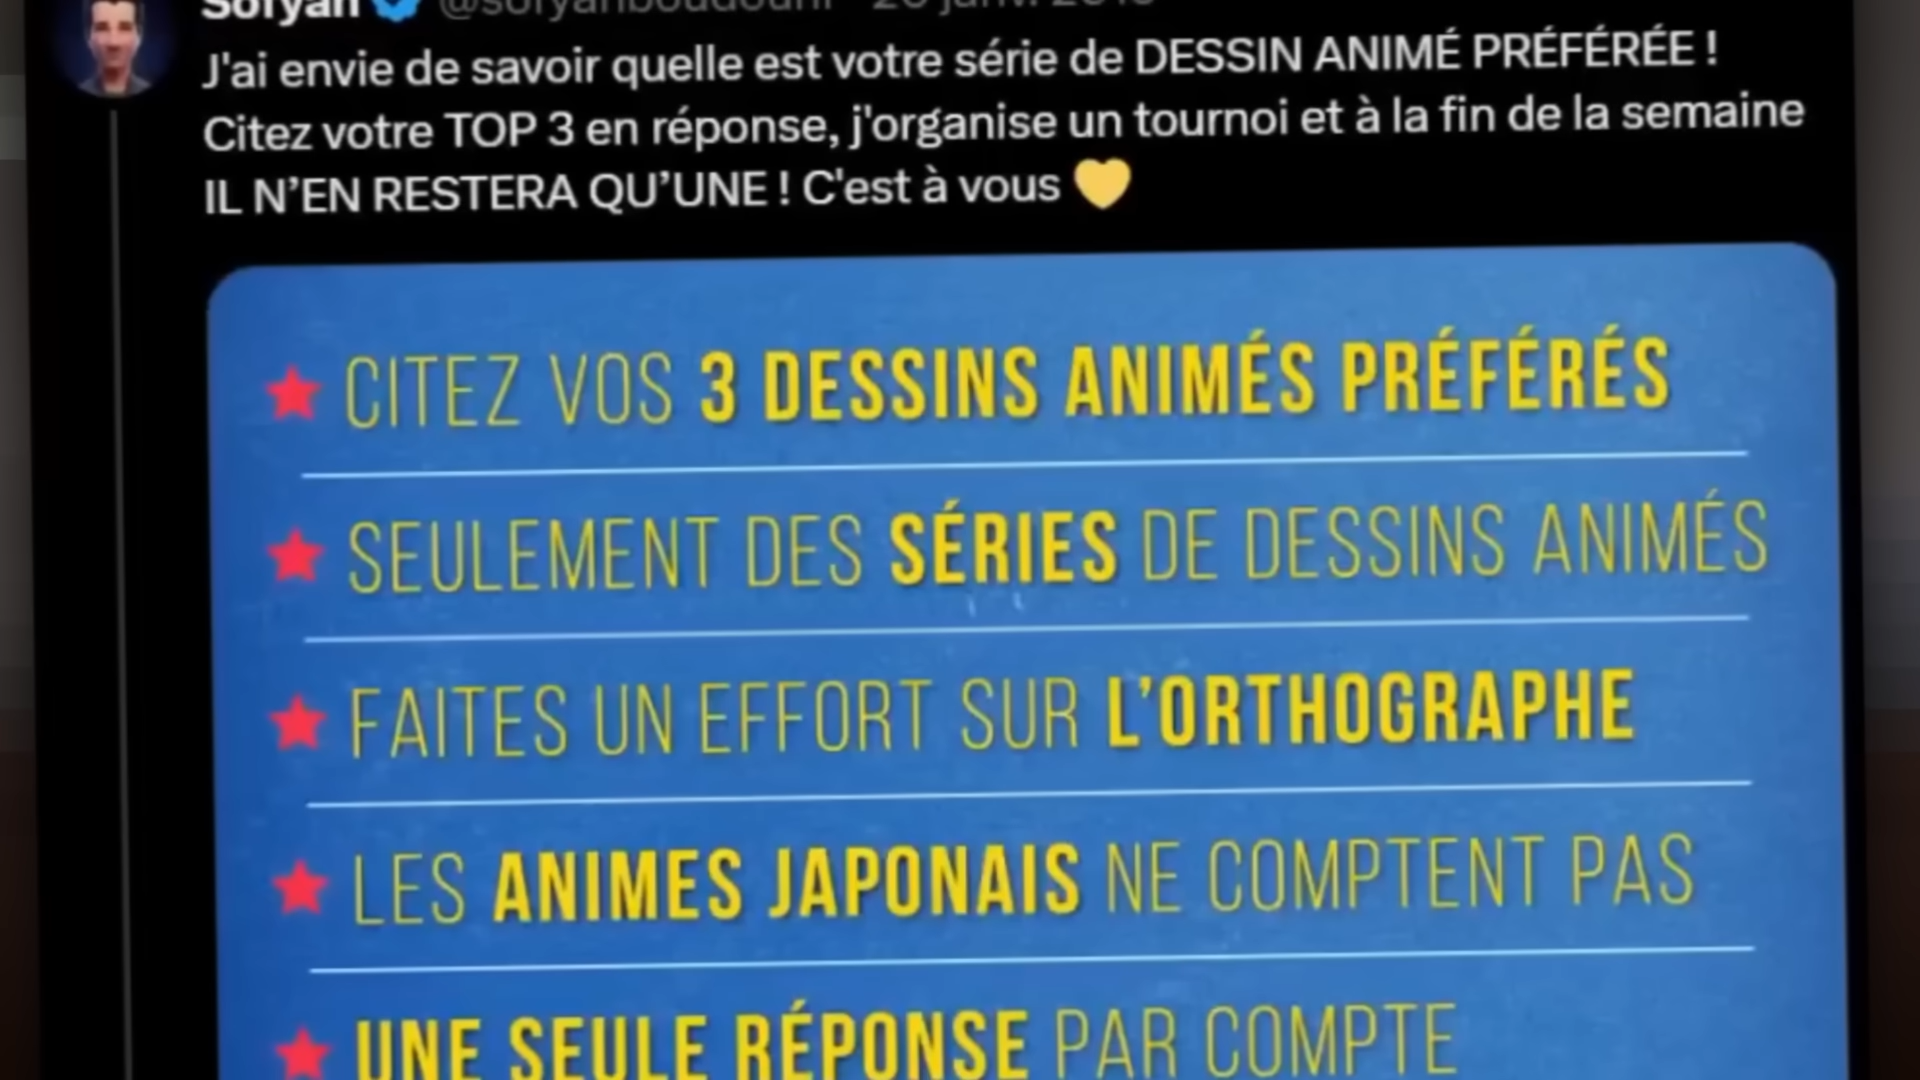 Sofyan
J'ai envie de savoir quelle est votre série de DESSIN ANIMÉ PRÉFÉRÉE !
Citez votre TOP 3 en réponse, j'organise un tournoi et à la fin de la semaine
IL N’EN RESTERA QU’UNE ! C'est à vous 💛
CITEZ VOS 3 DESSINS ANIMÉS PRÉFÉRÉS
SEULEMENT DES SÉRIES DE DESSINS ANIMÉS
FAITES UN EFFORT SUR L’ORTHOGRAPHE
LES ANIMES JAPONAIS NE COMPTENT PAS
UNE SEULE RÉPONSE PAR COMPTE